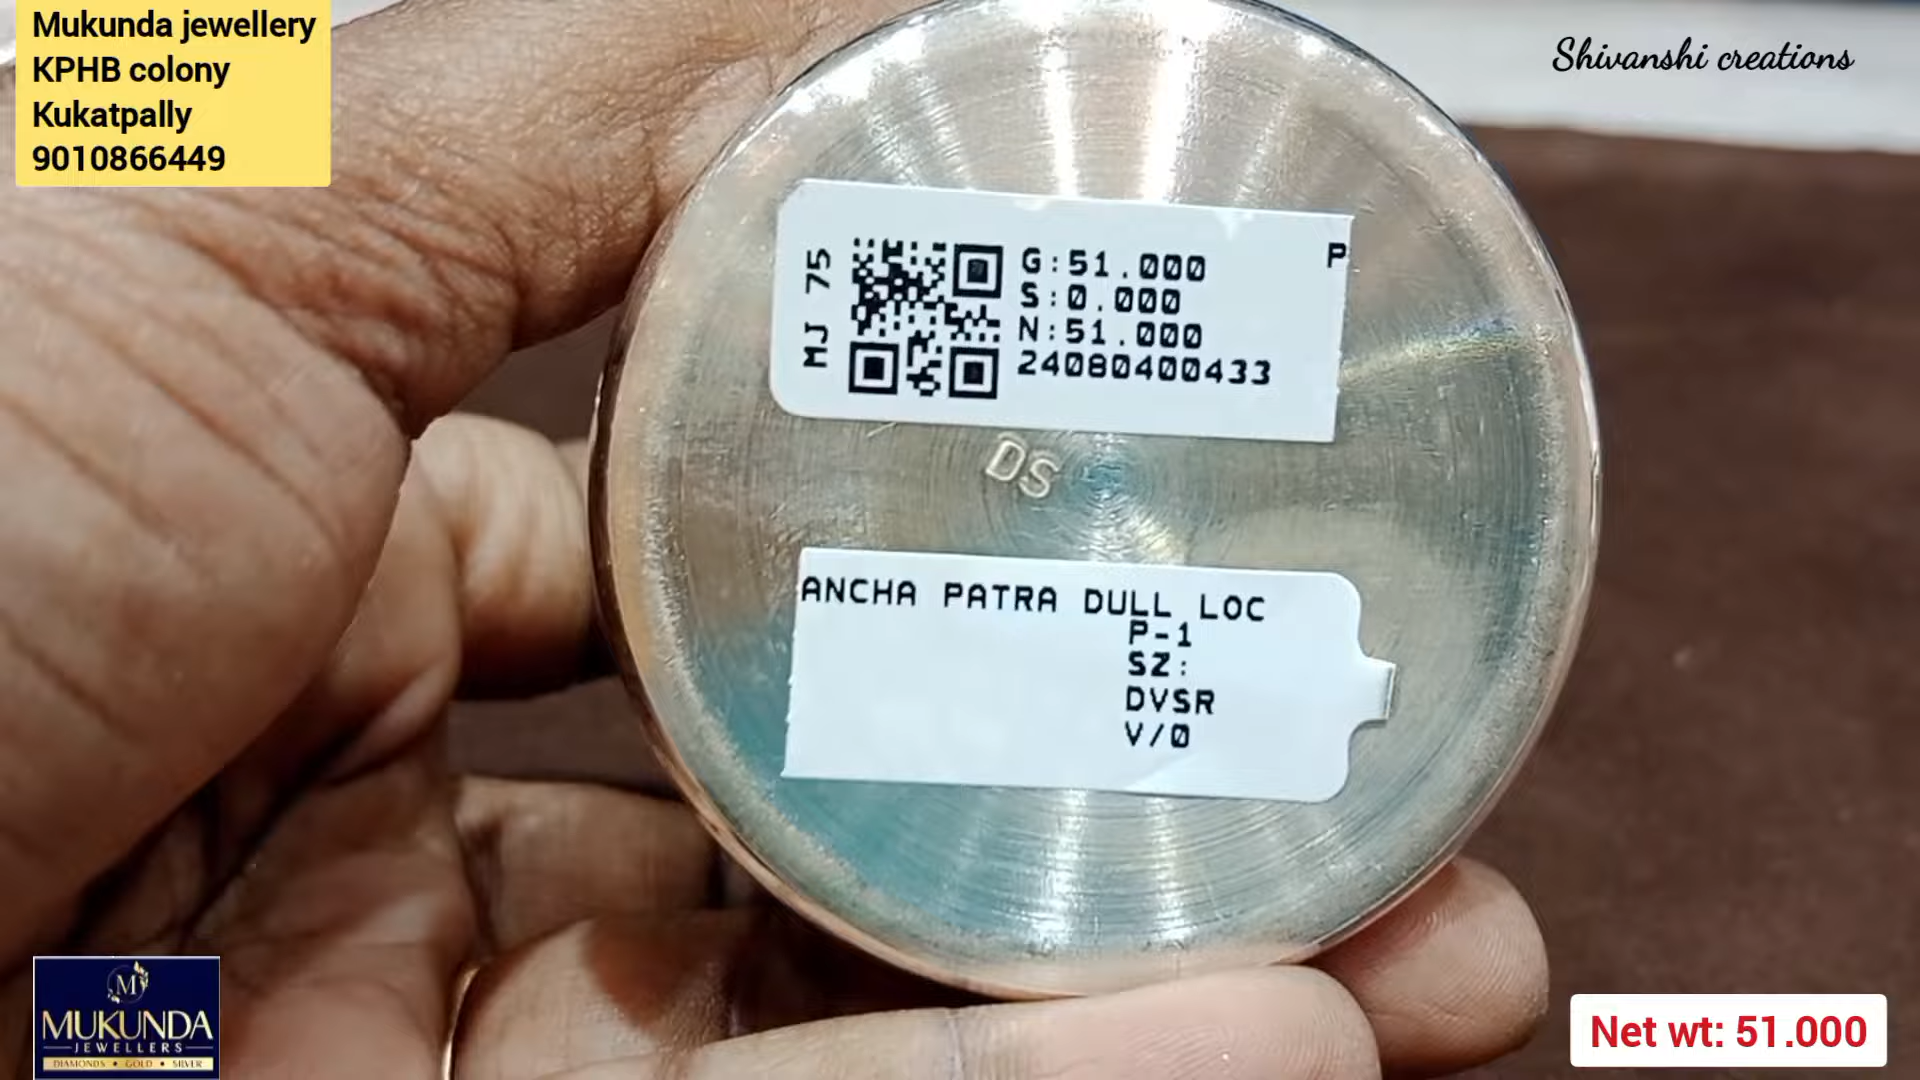 Mukunda jewellery
KPHB colony
Kukatpally
9010866449
Shivanshi creations
MJ 75
G:51.000
S:0.000
N:51.000
24080400433
P
DS
ANCHA PATRA DULL LOC
P-1
SZ:
DVSR
V/0
M
MUKUNDA
JEWELLERS
DIAMONDS • GOLD • SILVER
Net wt: 51.000